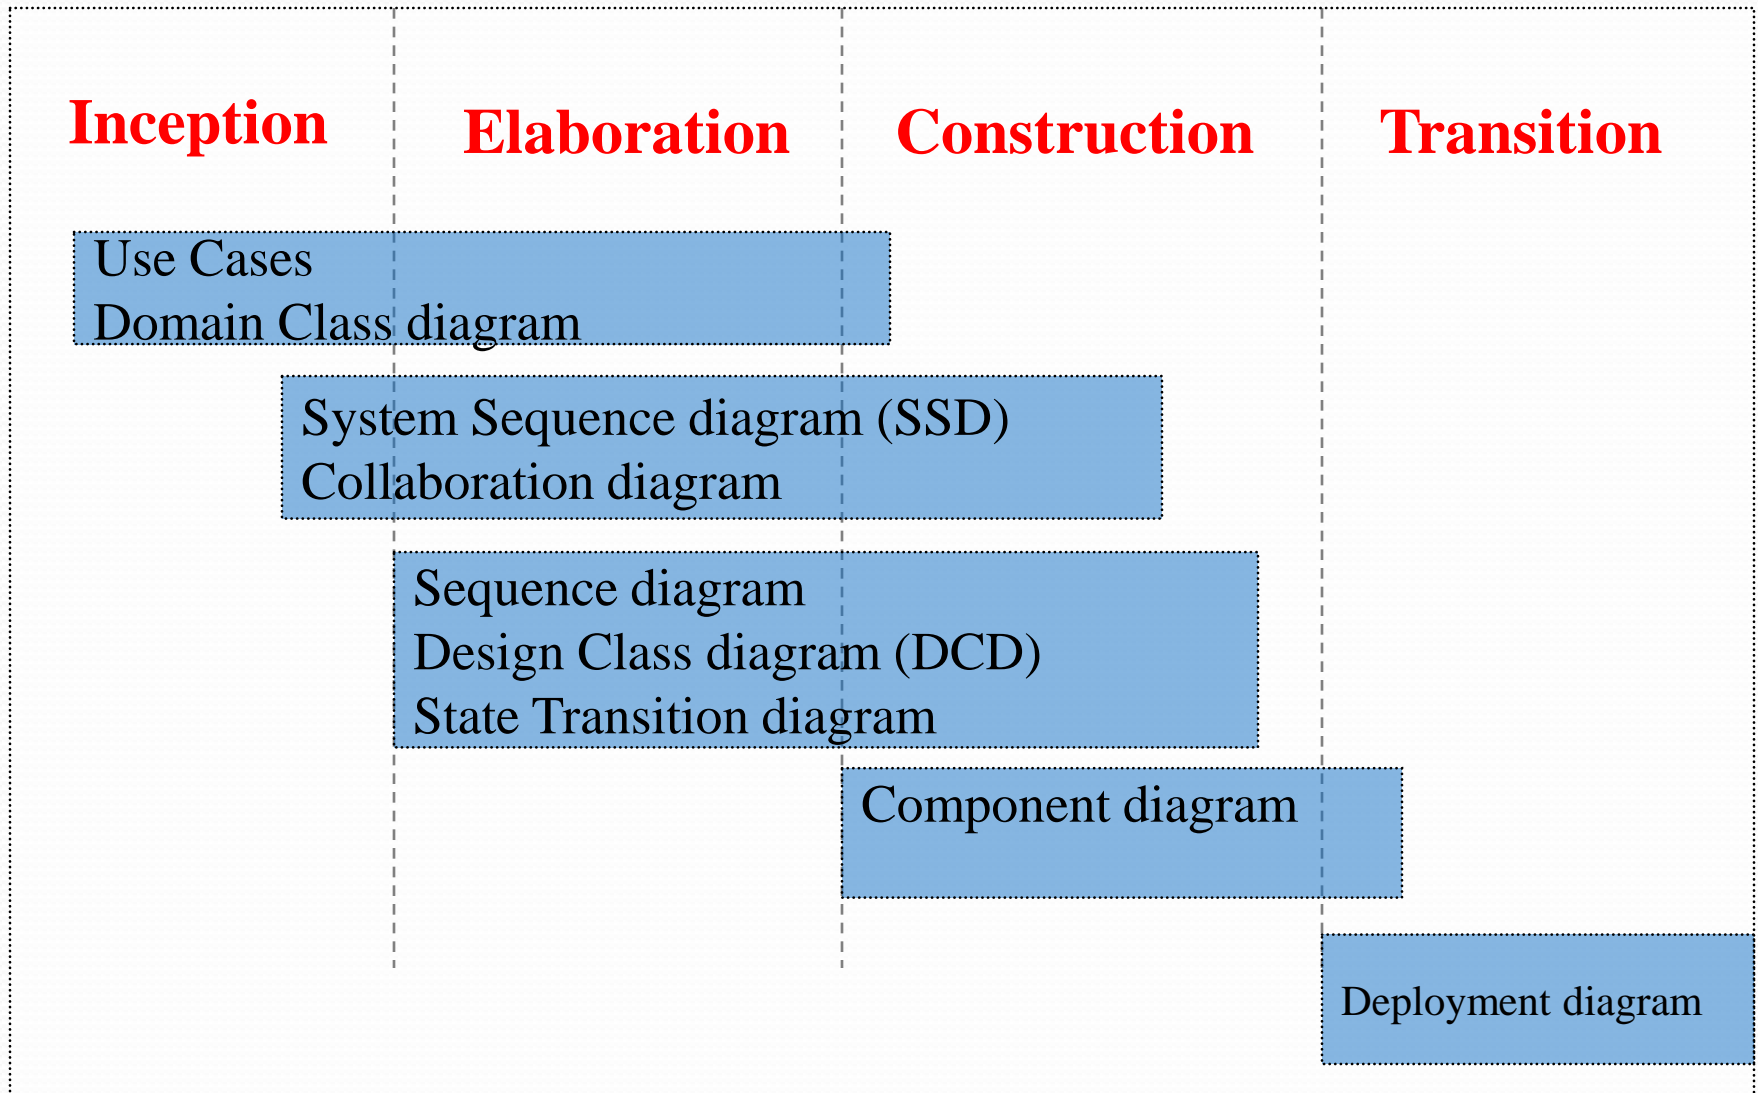 Inception
Elaboration
Construction
Transition
Use Cases
Domain Class diagram
System Sequence diagram (SSD)
Collaboration diagram
Sequence diagram
Design Class diagram (DCD)
State Transition diagram
Component diagram
Deployment diagram